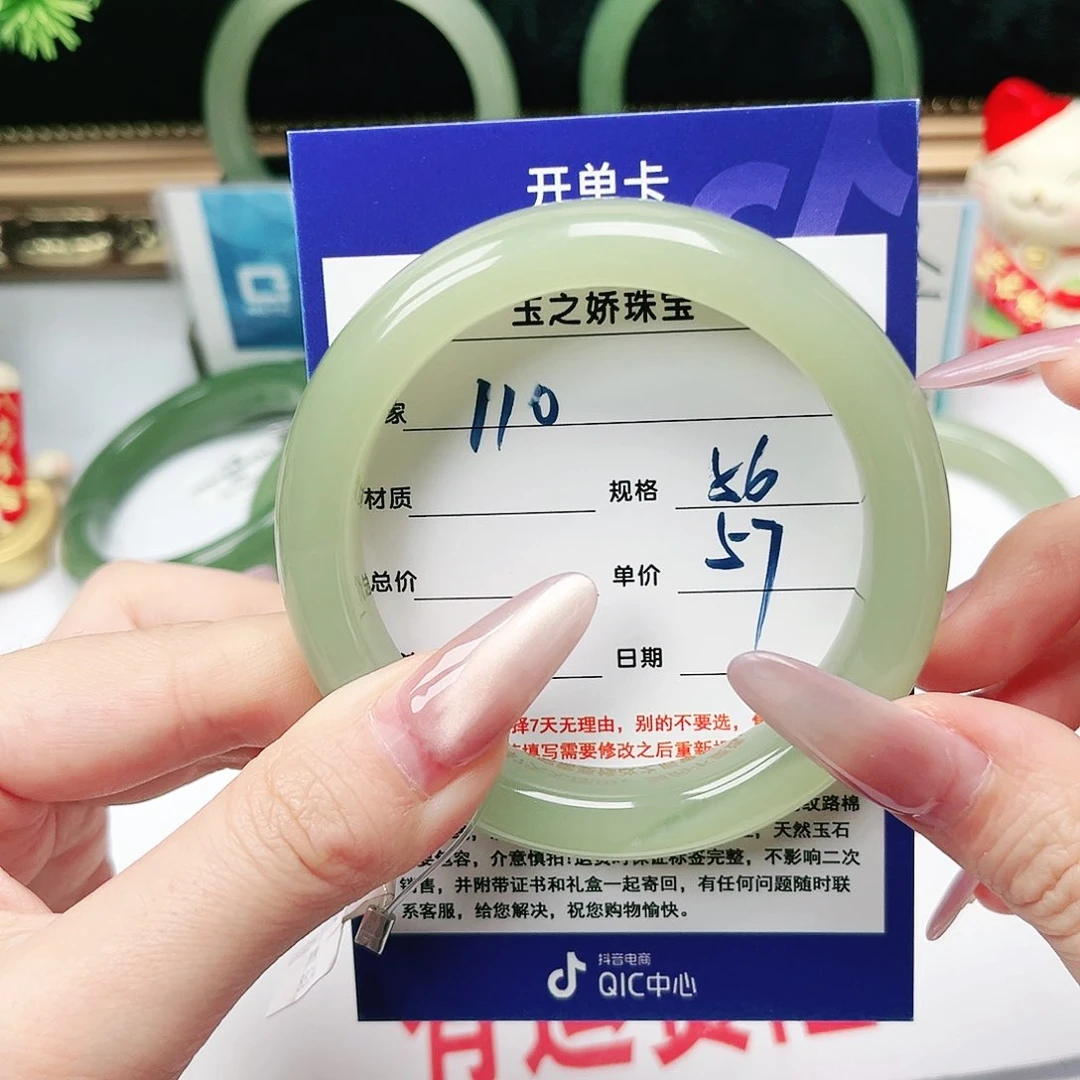 开单卡
玉之娇珠宝
家 110
材质 规格 56
57
总价 单价
日期
择7天无理由，别的不要选，
填写需要修改之后重新
纹路棉
，天然玉石
包容，介意慎拍!退货时保证标签完整，不影响二次
销售，并附带证书和礼盒一起寄回，有任何问题随时联
系客服，给您解决，祝您购物愉快。
抖音电商
QIC中心